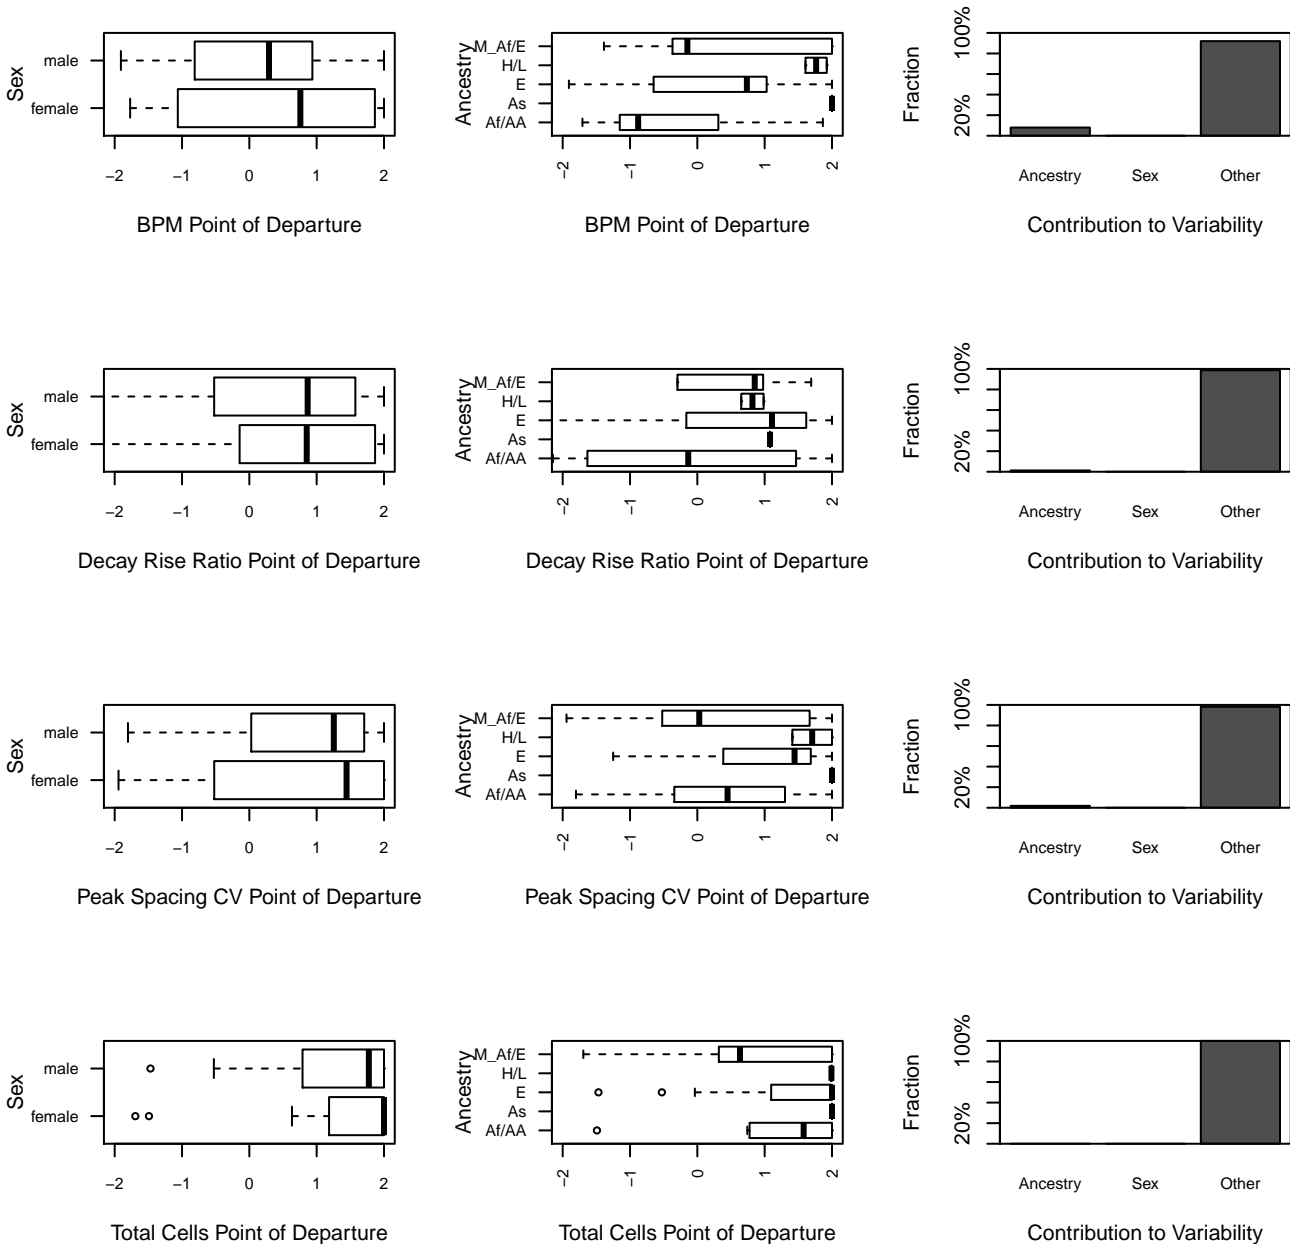 Sex
male
female
−2 −1 0 1 2
BPM Point of Departure
Ancestry
M_Af/E
H/L
E
As
Af/AA
−2 −1 0 1 2
BPM Point of Departure
Fraction
100%
20%
Ancestry Sex Other
Contribution to Variability
Sex
male
female
−2 −1 0 1 2
Decay Rise Ratio Point of Departure
Ancestry
M_Af/E
H/L
E
As
Af/AA
−2 −1 0 1 2
Decay Rise Ratio Point of Departure
Fraction
100%
20%
Ancestry Sex Other
Contribution to Variability
Sex
male
female
−2 −1 0 1 2
Peak Spacing CV Point of Departure
Ancestry
M_Af/E
H/L
E
As
Af/AA
−2 −1 0 1 2
Peak Spacing CV Point of Departure
Fraction
100%
20%
Ancestry Sex Other
Contribution to Variability
Sex
male
female
−2 −1 0 1 2
Total Cells Point of Departure
Ancestry
M_Af/E
H/L
E
As
Af/AA
−2 −1 0 1 2
Total Cells Point of Departure
Fraction
100%
20%
Ancestry Sex Other
Contribution to Variability